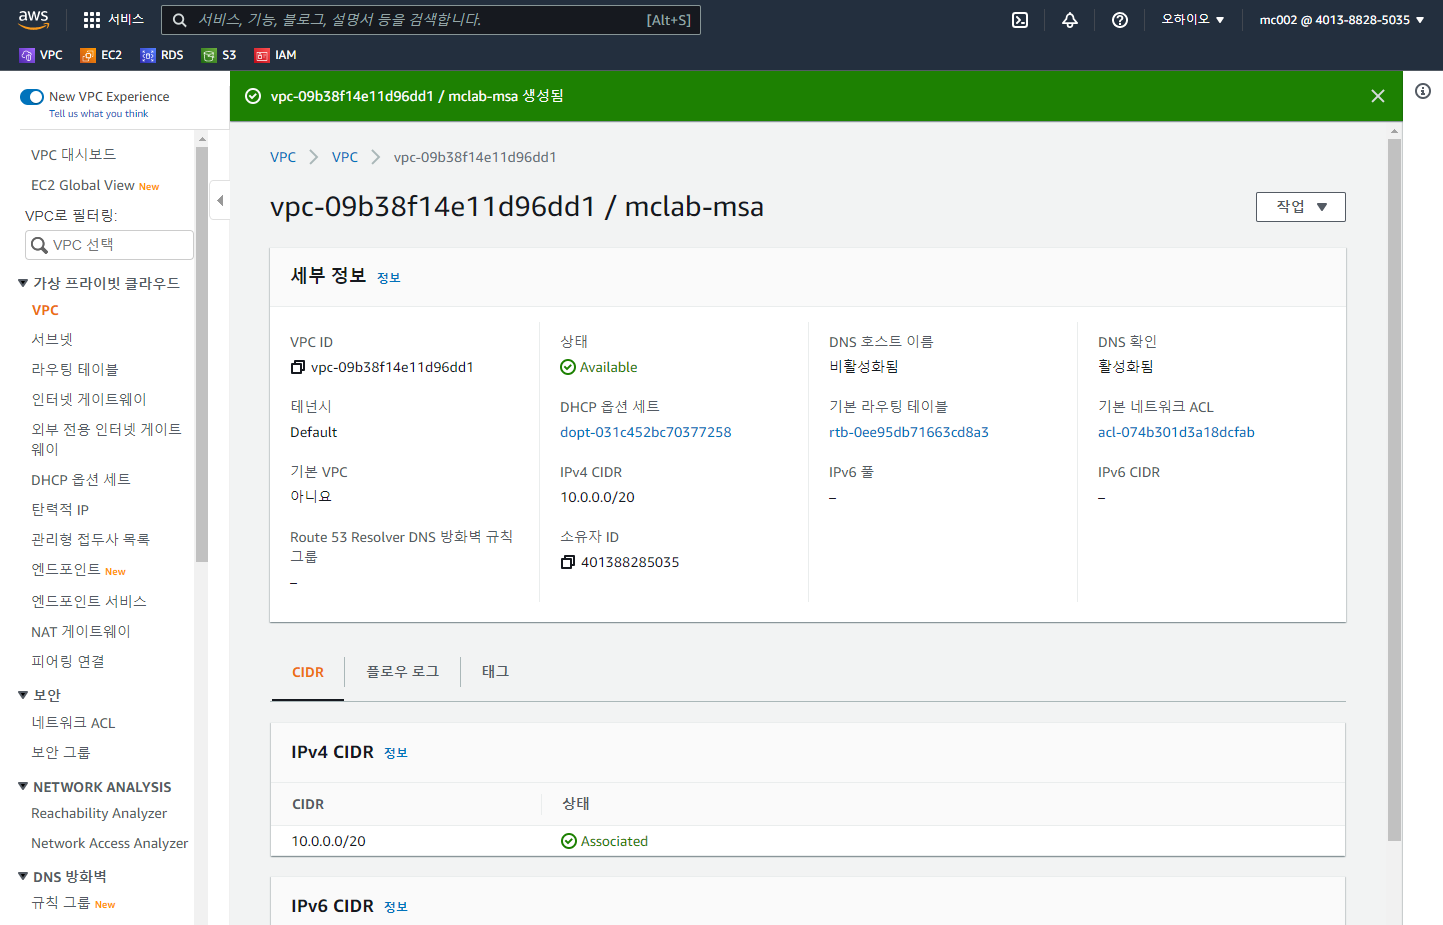 aws
서비스
서비스, 기능, 블로그, 설명서 등을 검색합니다.
[Alt+S]
오하이오 ▼
mc002 @ 4013-8828-5035 ▼
VPC
EC2
RDS
S3
IAM
New VPC Experience
Tell us what you think
VPC 대시보드
EC2 Global View New
VPC로 필터링:
VPC 선택
가상 프라이빗 클라우드
VPC
서브넷
라우팅 테이블
인터넷 게이트웨이
외부 전용 인터넷 게이트
웨이
DHCP 옵션 세트
탄력적 IP
관리형 접두사 목록
엔드포인트 New
엔드포인트 서비스
NAT 게이트웨이
피어링 연결
보안
네트워크 ACL
보안 그룹
NETWORK ANALYSIS
Reachability Analyzer
Network Access Analyzer
DNS 방화벽
규칙 그룹 New
vpc-09b38f14e11d96dd1 / mclab-msa 생성됨
VPC
VPC
vpc-09b38f14e11d96dd1
vpc-09b38f14e11d96dd1 / mclab-msa
작업 ▼
세부 정보 정보
VPC ID
vpc-09b38f14e11d96dd1
상태
Available
DNS 호스트 이름
비활성화됨
DNS 확인
활성화됨
테넌시
Default
DHCP 옵션 세트
dopt-031c452bc70377258
기본 라우팅 테이블
rtb-0ee95db71663cd8a3
기본 네트워크 ACL
acl-074b301d3a18dcfab
기본 VPC
아니요
IPv4 CIDR
10.0.0.0/20
IPv6 풀
–
IPv6 CIDR
–
Route 53 Resolver DNS 방화벽 규칙
그룹
–
소유자 ID
401388285035
CIDR
플로우 로그
태그
IPv4 CIDR 정보
CIDR
상태
10.0.0.0/20
Associated
IPv6 CIDR 정보